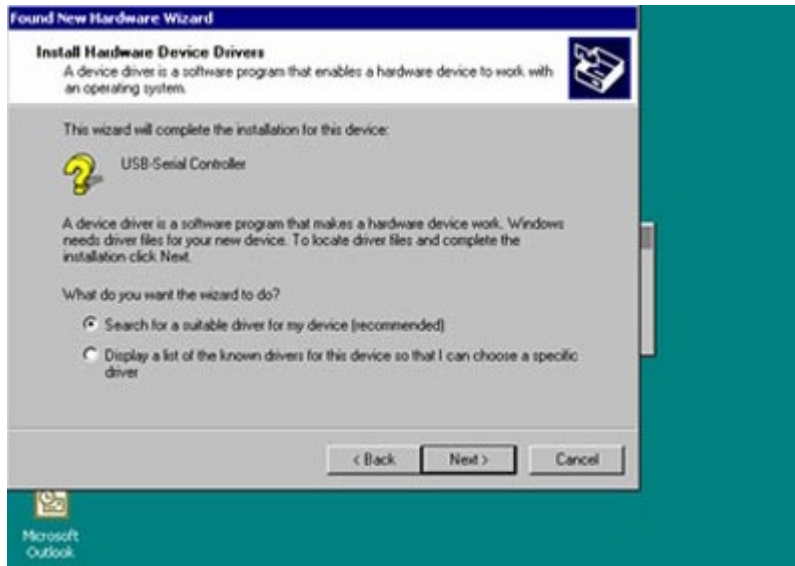 Found New Hardware Wizard
Install Hardware Device Drivers
A device driver is a software program that enables a hardware device to work with
an operating system.
This wizard will complete the installation for this device:
USB-Serial Controller
A device driver is a software program that makes a hardware device work. Windows
needs driver files for your new device. To locate driver files and complete the
installation click Next.
What do you want the wizard to do?
Search for a suitable driver for my device (recommended)
Display a list of the known drivers for this device so that I can choose a specific
driver
< Back
Next >
Cancel
Microsoft
Outlook